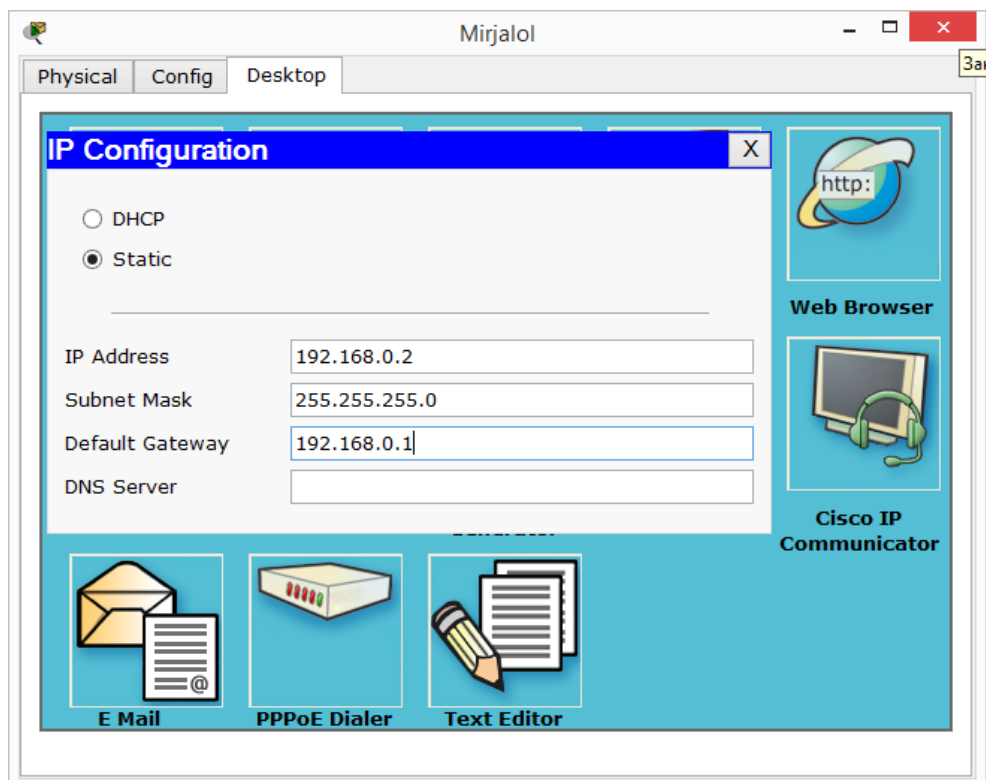 Mirjalol
Physical Config Desktop
IP Configuration X
DHCP
Static
IP Address 192.168.0.2
Subnet Mask 255.255.255.0
Default Gateway 192.168.0.1
DNS Server
http:
Web Browser
Cisco IP
Communicator
@
E Mail
PPPoE Dialer
Text Editor